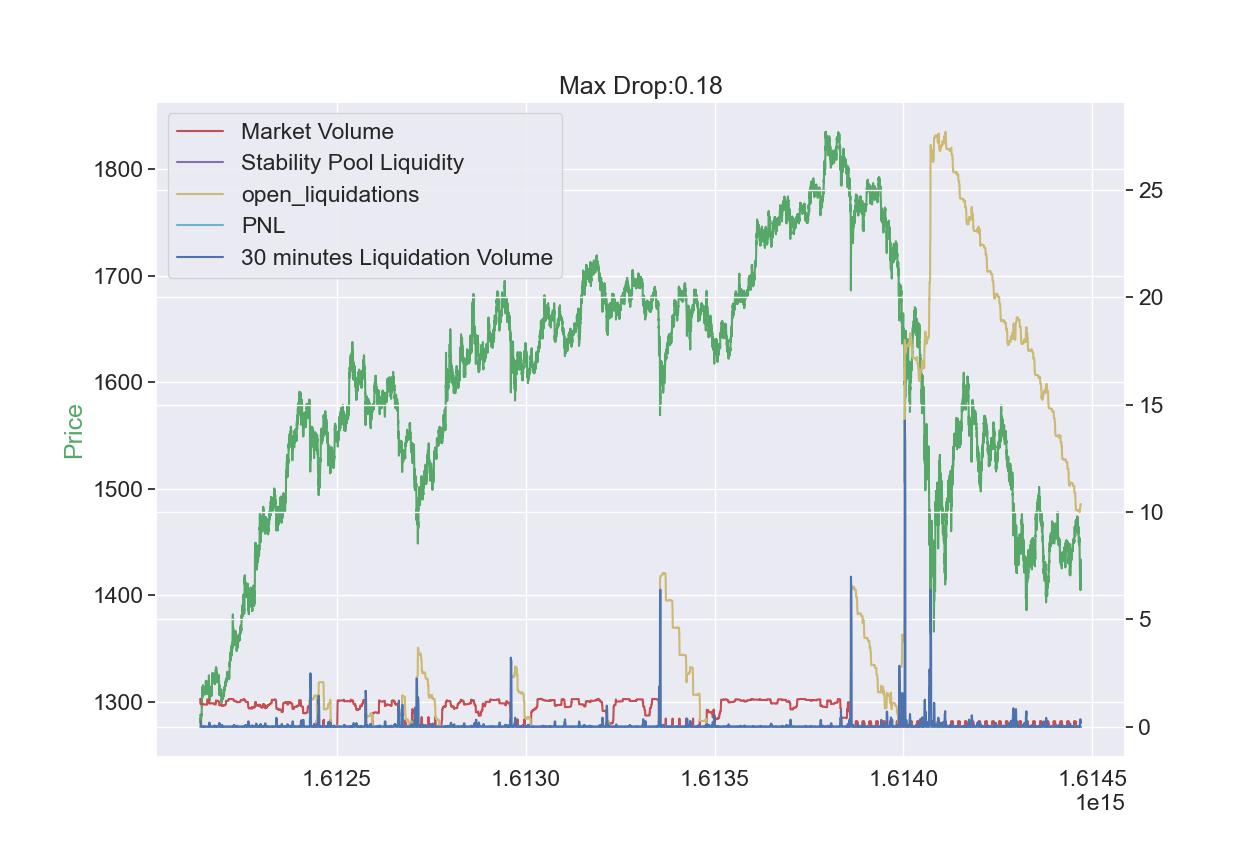 Max Drop:0.18
Market Volume
Stability Pool Liquidity
open_liquidations
PNL
30 minutes Liquidation Volume
Price
1800
1700
1600
1500
1400
1300
25
20
15
10
5
0
1.6125 1.6130 1.6135 1.6140 1.6145
1e15